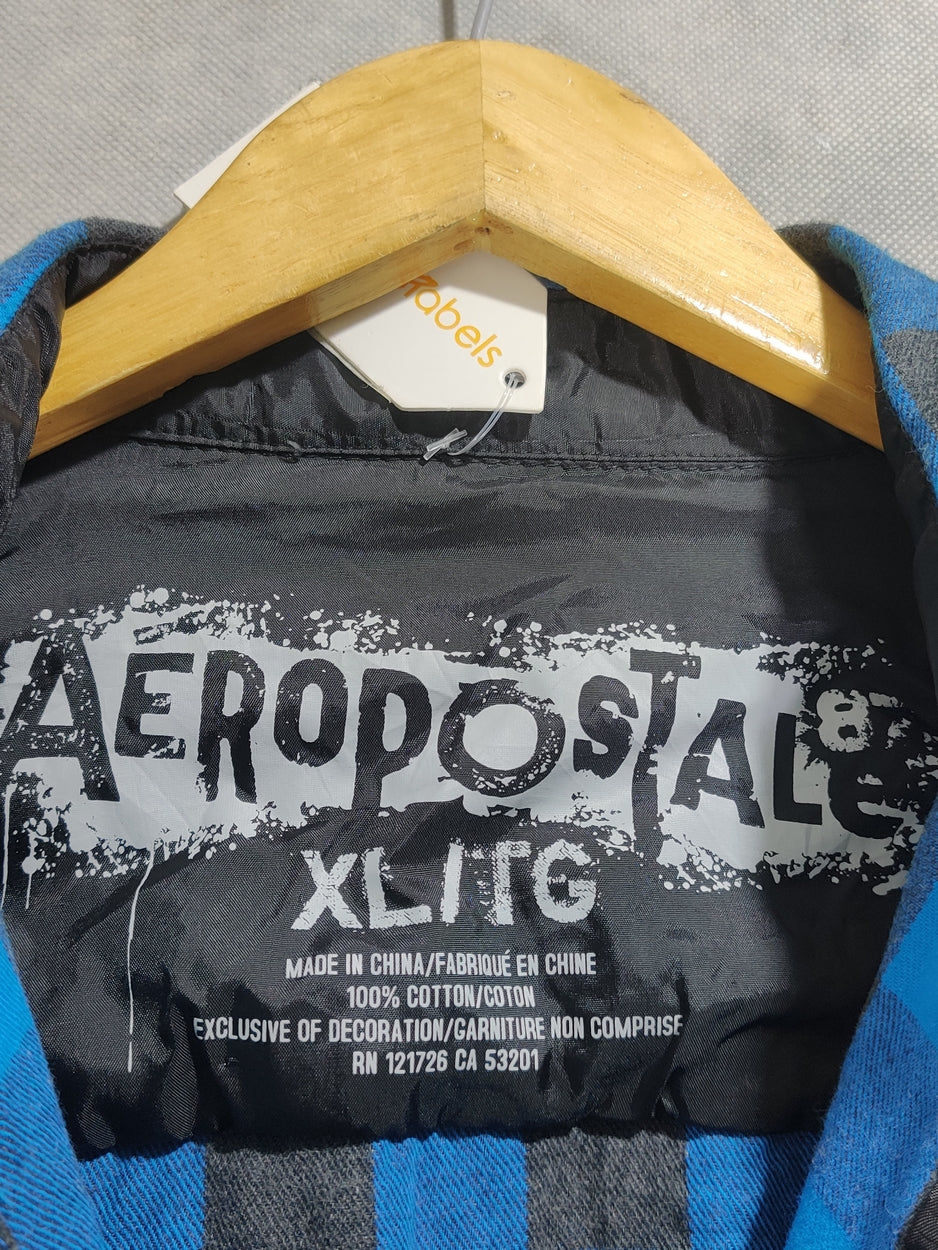 Rabels
AÉROPOSTALE
87
XL/TG
MADE IN CHINA/FABRIQUÉ EN CHINE
100% COTTON/COTON
EXCLUSIVE OF DECORATION/GARNITURE NON COMPRISE
RN 121726 CA 53201